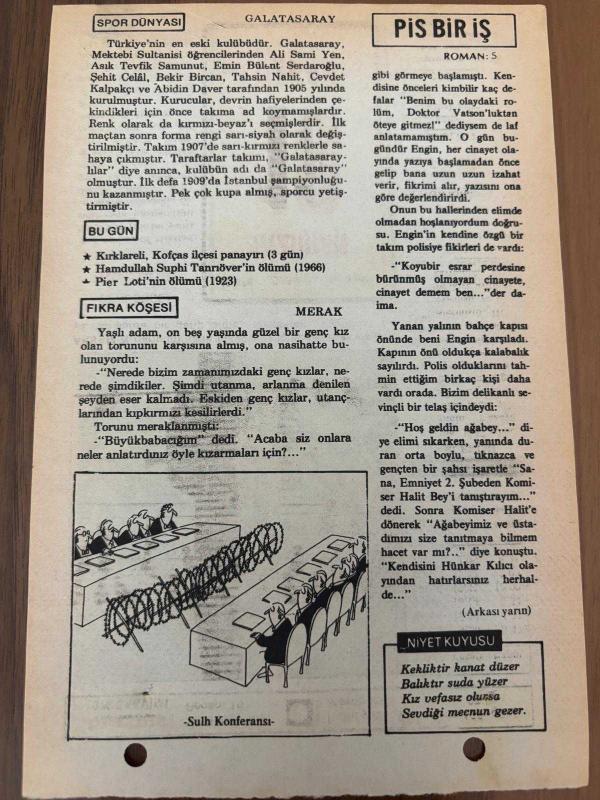 SPOR DÜNYASI
GALATASARAY
Türkiye'nin en eski kulübüdür. Galatasaray,
Mektebi Sultanisi öğrencilerinden Ali Sami Yen,
Asık Tevfik Samunut, Emin Bülent Serdaroğlu,
Şehit Celâl, Bekir Bircan, Tahsin Nahit, Cevdet
Kalpakçı ve Abidin Daver tarafından 1905 yılında
kurulmuştur. Kurucular, devrin hafiyelerinden çe-
kindikleri için önce takıma ad koymamışlardır.
Renk olarak da kırmızı-beyaz'ı seçmişlerdir. İlk
maçtan sonra forma rengi sarı-siyah olarak değiş-
tirilmiştir. Takım 1907'de sarı-kırmızı renklerle sa-
haya çıkmıştır. Taraftarlar takımı, "Galatasaray-
lılar" diye anınca, kulübün adı da "Galatasaray"
olmuştur. İlk defa 1909'da İstanbul şampiyonluğu-
nu kazanmıştır. Pek çok kupa almış, sporcu yetiş-
tirmiştir.
BU GÜN
★ Kırklareli, Kofças ilçesi panayırı (3 gün)
★ Hamdullah Suphi Tanrıöver'in ölümü (1966)
★ Pier Loti'nin ölümü (1923)
FIKRA KÖŞESİ
MERAK
Yaşlı adam, on beş yaşında güzel bir genç kız
olan torununu karşısına almış, ona nasihatte bu-
lunuyordu:
-"Nerede bizim zamanımızdaki genç kızlar, ne-
rede şimdikiler. Şimdi utanma, arlanma denilen
şeyden eser kalmadı. Eskiden genç kızlar, utanç-
larından kıpkırmızı kesilirlerdi."
Torunu meraklanmıştı:
-"Büyükbabacığım" dedi. "Acaba siz onlara
neler anlatırdınız öyle kızarmaları için?..."
-Sulh Konferansı-
PİS BİR İŞ
ROMAN: 5
gibi görmeye başlamıştı. Ken-
disine önceleri kimbilir kaç de-
falar "Benim bu olaydaki ro-
lüm, Doktor Vatson'luktan
öteye gitmez!" dediysem de laf
anlatamamıştım. O gün bu-
gündür Engin, her cinayet ola-
yında yazıya başlamadan önce
gelip bana uzun uzun izahat
verir, fikrimi alır, yazısını ona
göre değerlendirirdi.
Onun bu hallerinden elimde
olmadan hoşlanıyordum doğru-
su. Engin'in kendine özgü bir
takım polisiye fikirleri de vardı:
-"Koyubir esrar perdesine
bürünmüş olmayan cinayete,
cinayet demem ben..."der da-
ima.
Yanan yalının bahçe kapısı
önünde beni Engin karşıladı.
Kapının önü oldukça kalabalık
sayılırdı. Polis olduklarını tah-
min ettiğim birkaç kişi daha
vardı orada. Bizim delikanlı se-
vinçli bir telaş içindeydi:
-"Hoş geldin ağabey..." di-
ye elimi sıkarken, yanında du-
ran orta boylu, tıknazca ve
gençten bir şahsı işaretle "Sa-
na, Emniyet 2. Şubeden Komi-
ser Halit Bey'i tanıştırayım..."
dedi. Sonra Komiser Halit'e
dönerek "Ağabeyimiz ve üsta-
dımızı size tanıtmaya bilmem
hacet var mı?.." diye konuştu.
"Kendisini Hünkar Kılıcı ola-
yından hatırlarsınız herhal-
de..."
(Arkası yarın)
NİYET KUYUSU
Kekliktir kanat düzer
Balıktır suda yüzer
Kız vefasız olursa
Sevdiği mecnun gezer.